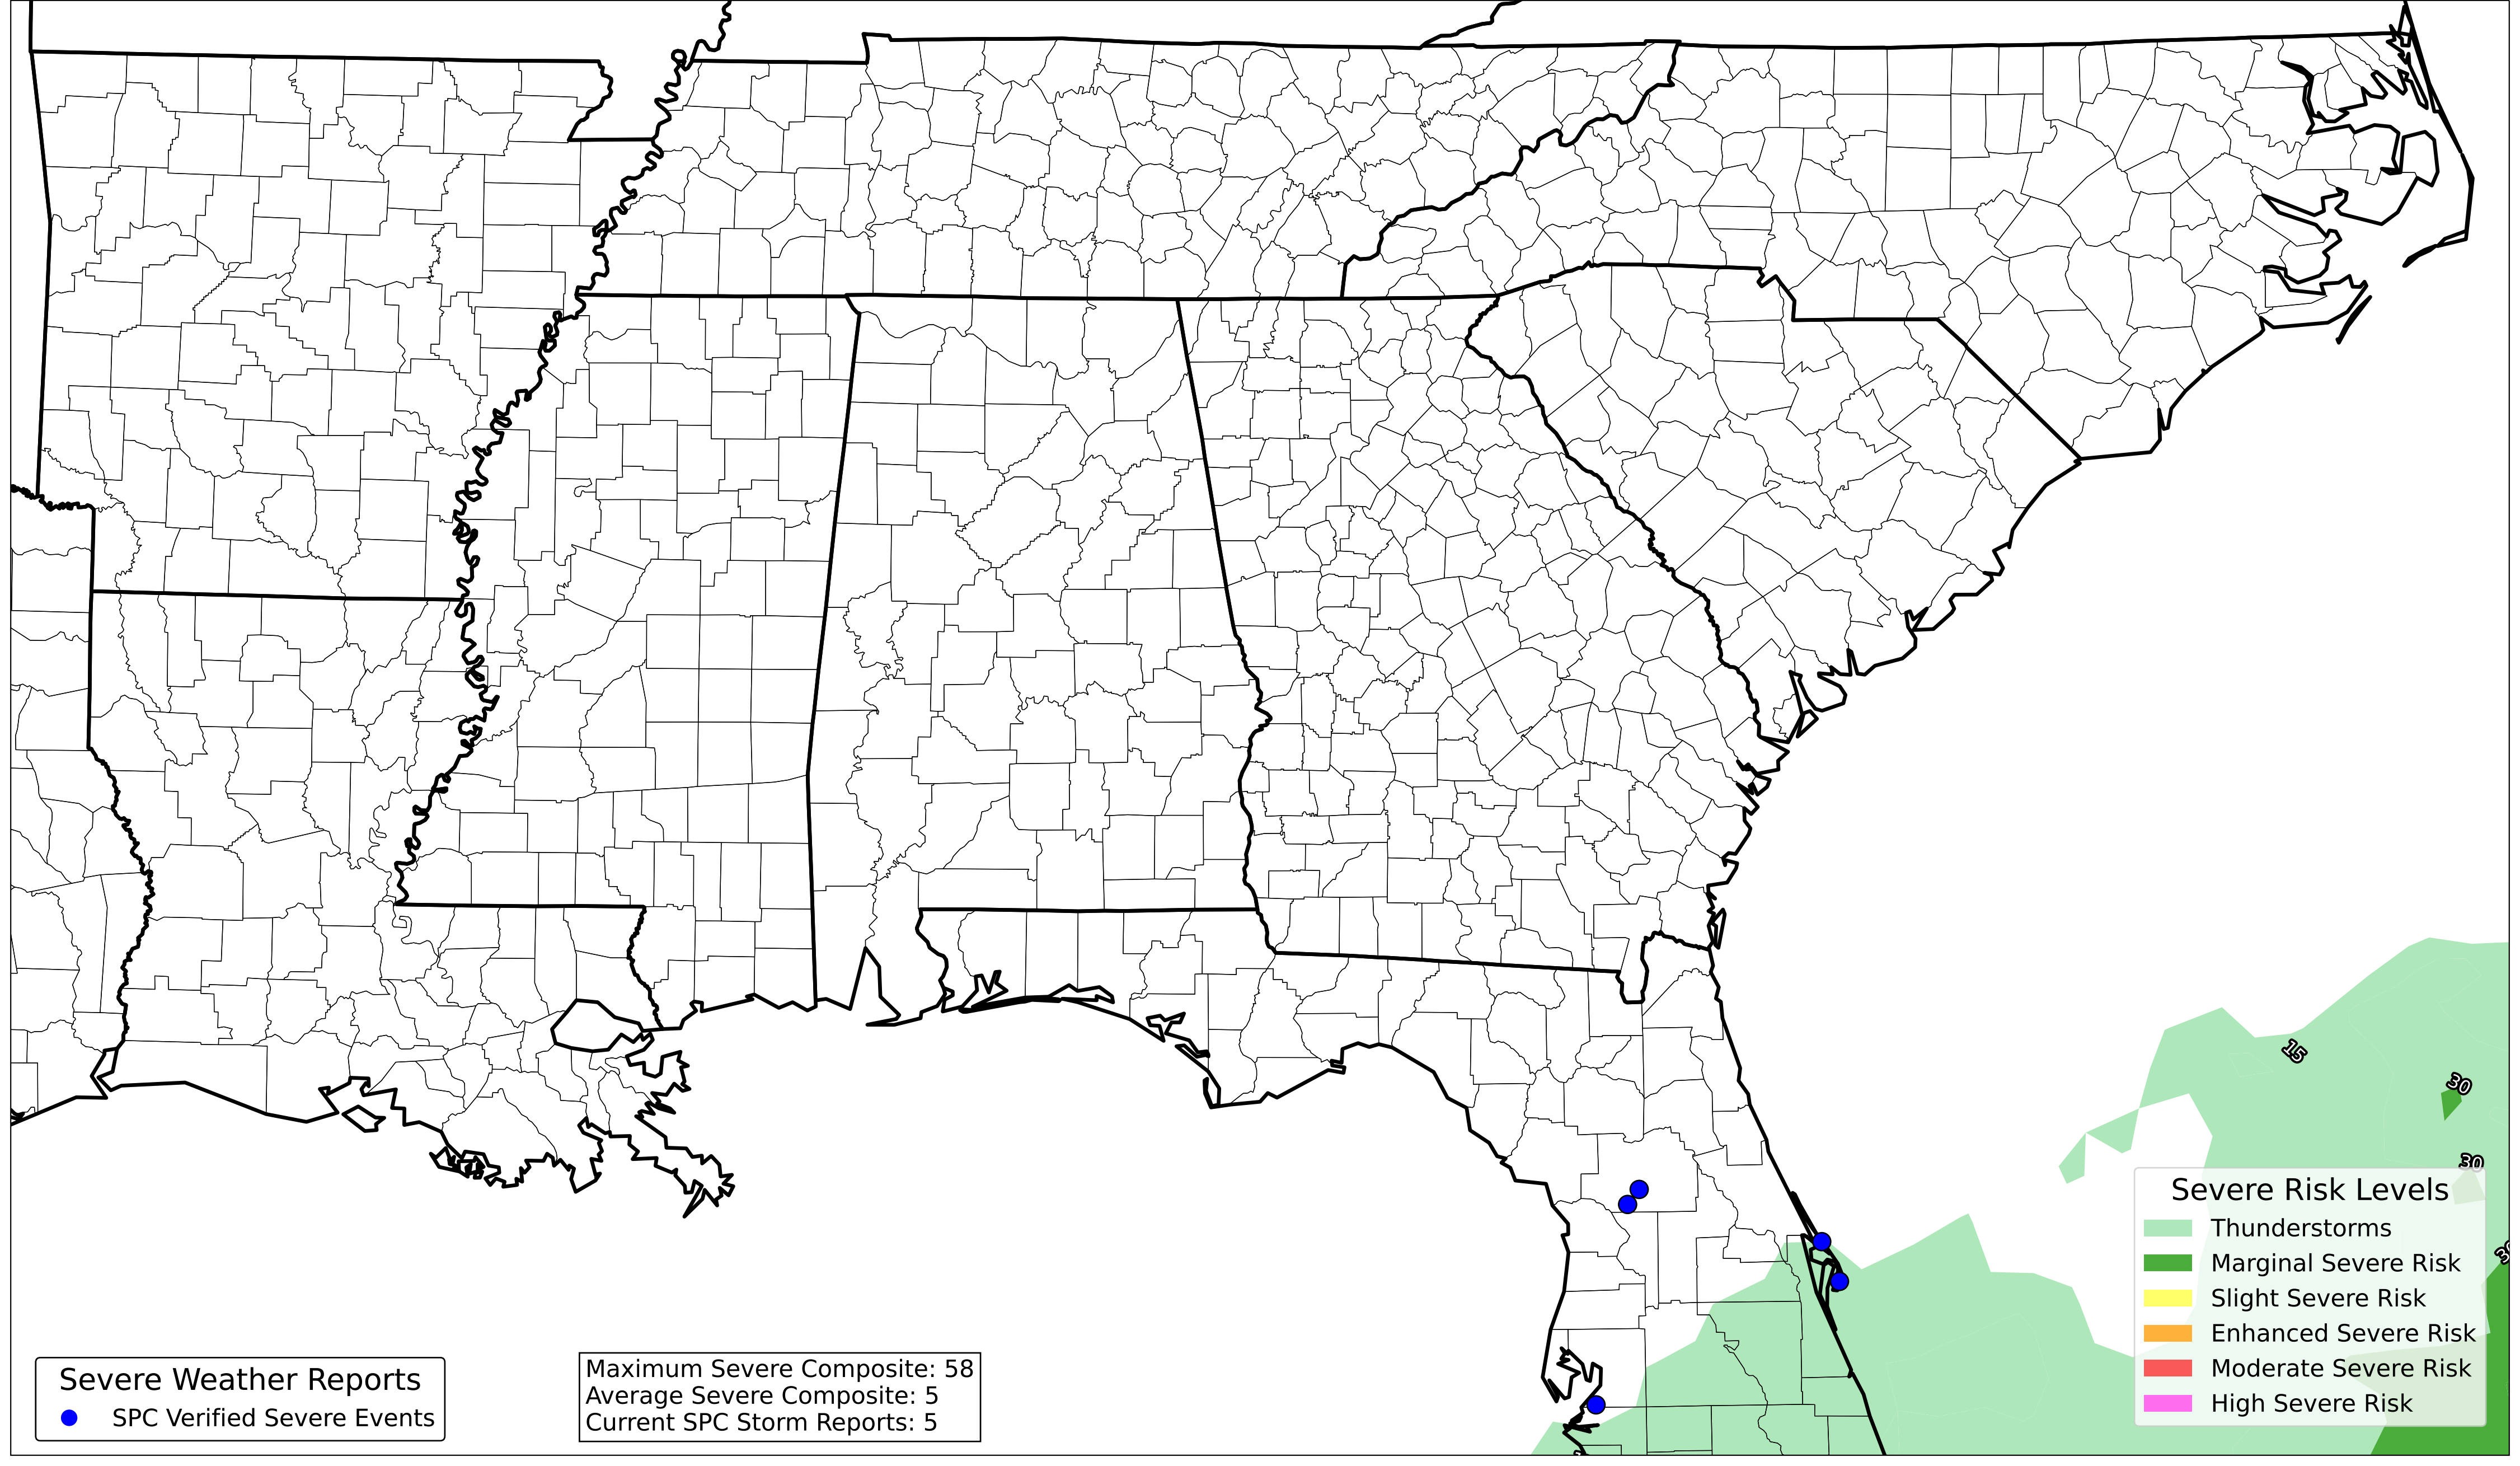 15
30
30
Severe Risk Levels
Thunderstorms
Marginal Severe Risk
Slight Severe Risk
Enhanced Severe Risk
Moderate Severe Risk
High Severe Risk
Severe Weather Reports
SPC Verified Severe Events
Maximum Severe Composite: 58
Average Severe Composite: 5
Current SPC Storm Reports: 5